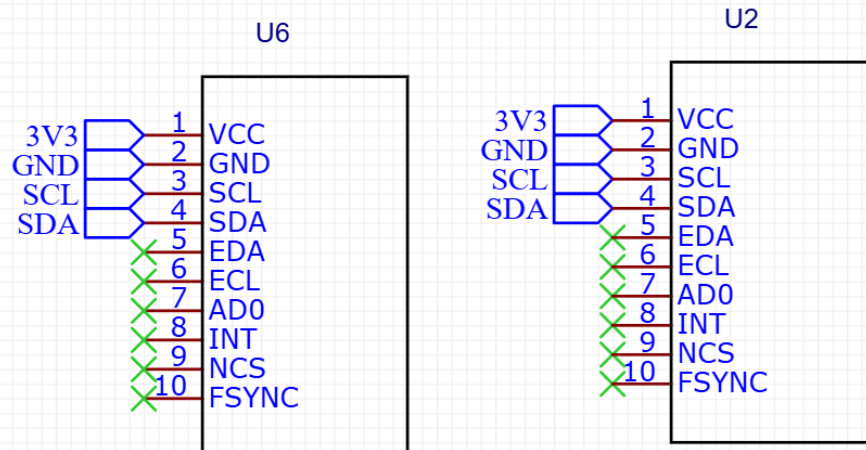 U6
3V3
GND
SCL
SDA
1 VCC
2 GND
3 SCL
4 SDA
5 EDA
6 ECL
7 AD0
8 INT
9 NCS
10 FSYNC
U2
3V3
GND
SCL
SDA
1 VCC
2 GND
3 SCL
4 SDA
5 EDA
6 ECL
7 AD0
8 INT
9 NCS
10 FSYNC